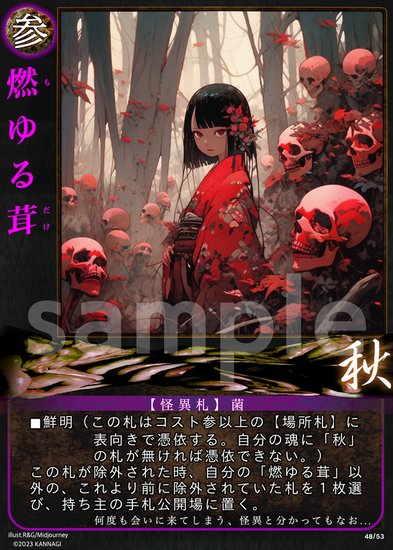 参
燃ゆる茸
も
だけ
sample
秋
【怪異札】菌
■鮮明（この札はコスト参以上の【場所札】に
表向きで憑依する。自分の魂に「秋」
の札が無ければ憑依できない。）
この札が除外された時、自分の「燃ゆる茸」以
外の、これより前に除外されていた札を１枚選
び、持ち主の手札公開場に置く。
何度も会いに来てしまう、怪異と分かってもなお…
illust.R&G/Midjourney
©2023 KANNAGI
48/53